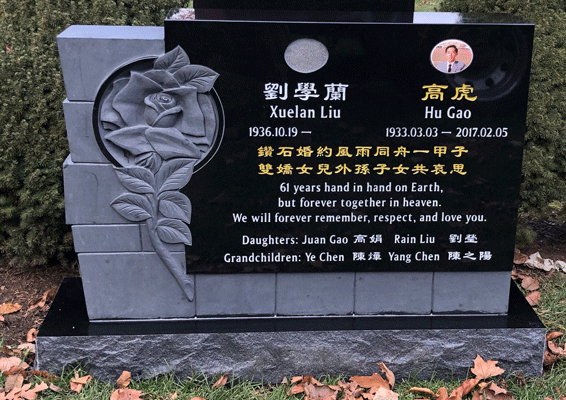 劉學蘭 高虎
Xuelan Liu Hu Gao
1936.10.19 — 1933.03.03 — 2017.02.05
鑽石婚約風雨同舟一甲子
雙嬌女兒外孫子女共哀思
61 years hand in hand on Earth,
but forever together in heaven.
We will forever remember, respect, and love you.
Daughters: Juan Gao 高娟 Rain Liu 劉瑩
Grandchildren: Ye Chen 陳燁 Yang Chen 陳之陽